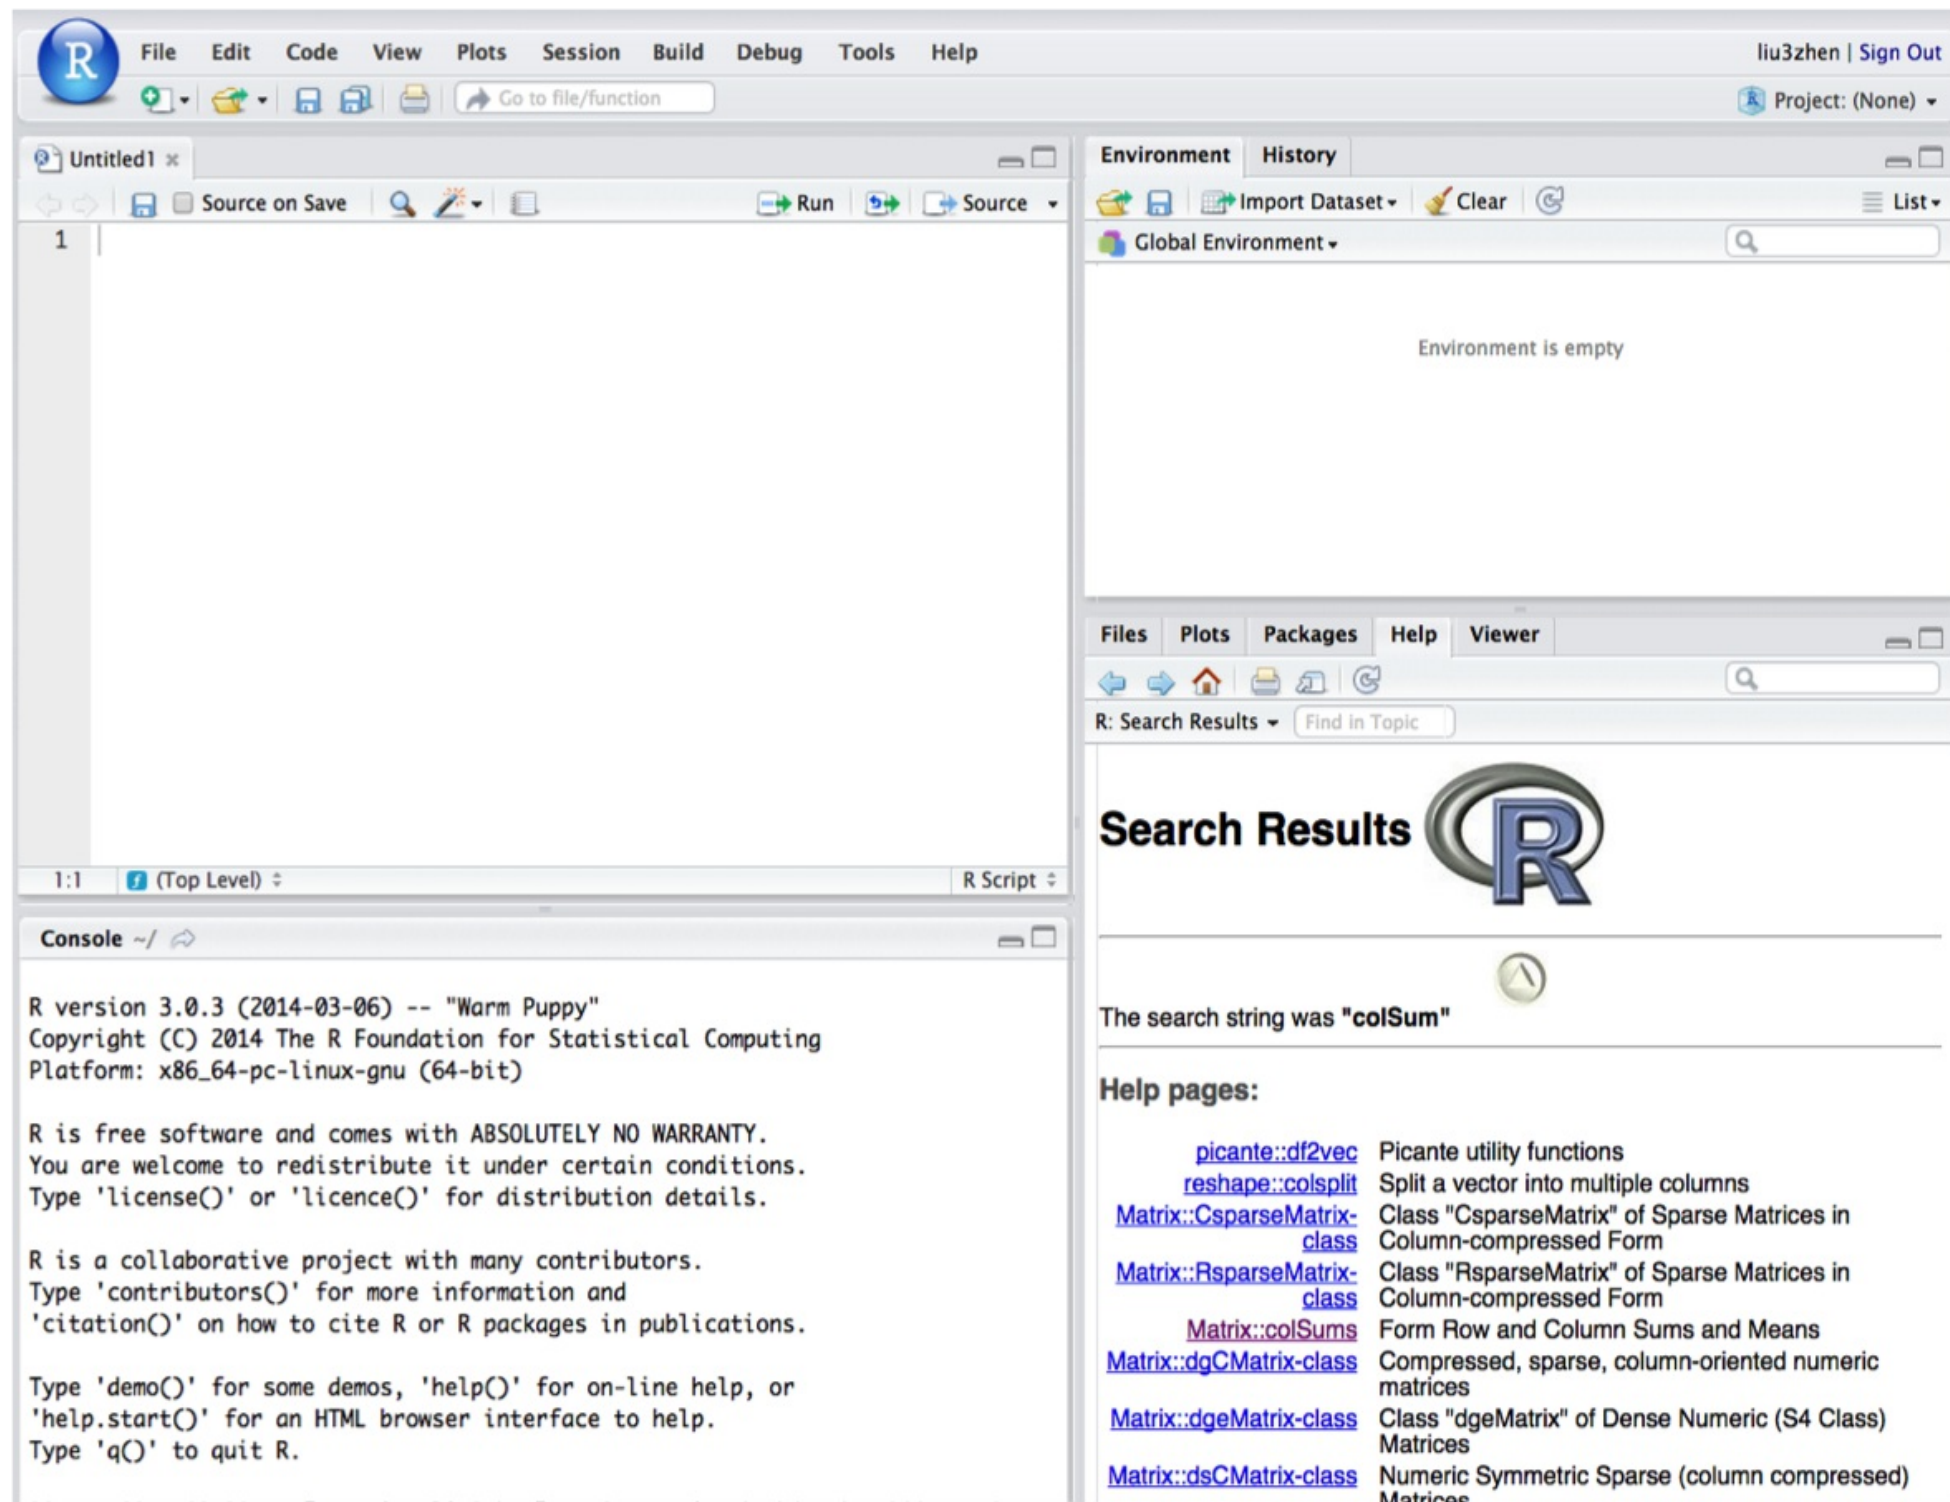 R File Edit Code View Plots Session Build Debug Tools Help
liu3zhen | Sign Out
Go to file/function
Project: (None)
Untitled1
Source on Save Run Source
1
1:1 (Top Level) R Script
Console ~/
R version 3.0.3 (2014-03-06) -- "Warm Puppy"
Copyright (C) 2014 The R Foundation for Statistical Computing
Platform: x86_64-pc-linux-gnu (64-bit)
R is free software and comes with ABSOLUTELY NO WARRANTY.
You are welcome to redistribute it under certain conditions.
Type 'license()' or 'licence()' for distribution details.
R is a collaborative project with many contributors.
Type 'contributors()' for more information and
'citation()' on how to cite R or R packages in publications.
Type 'demo()' for some demos, 'help()' for on-line help, or
'help.start()' for an HTML browser interface to help.
Type 'q()' to quit R.
Environment History
Import Dataset Clear List
Global Environment
Environment is empty
Files Plots Packages Help Viewer
R: Search Results Find in Topic
Search Results R
The search string was "colSum"
Help pages:
picante::df2vec Picante utility functions
reshape::colsplit Split a vector into multiple columns
Matrix::CsparseMatrix- Class "CsparseMatrix" of Sparse Matrices in
class Column-compressed Form
Matrix::RsparseMatrix- Class "RsparseMatrix" of Sparse Matrices in
class Column-compressed Form
Matrix::colSums Form Row and Column Sums and Means
Matrix::dgCMatrix-class Compressed, sparse, column-oriented numeric
matrices
Matrix::dgeMatrix-class Class "dgeMatrix" of Dense Numeric (S4 Class)
Matrices
Matrix::dsCMatrix-class Numeric Symmetric Sparse (column compressed)
Matrices